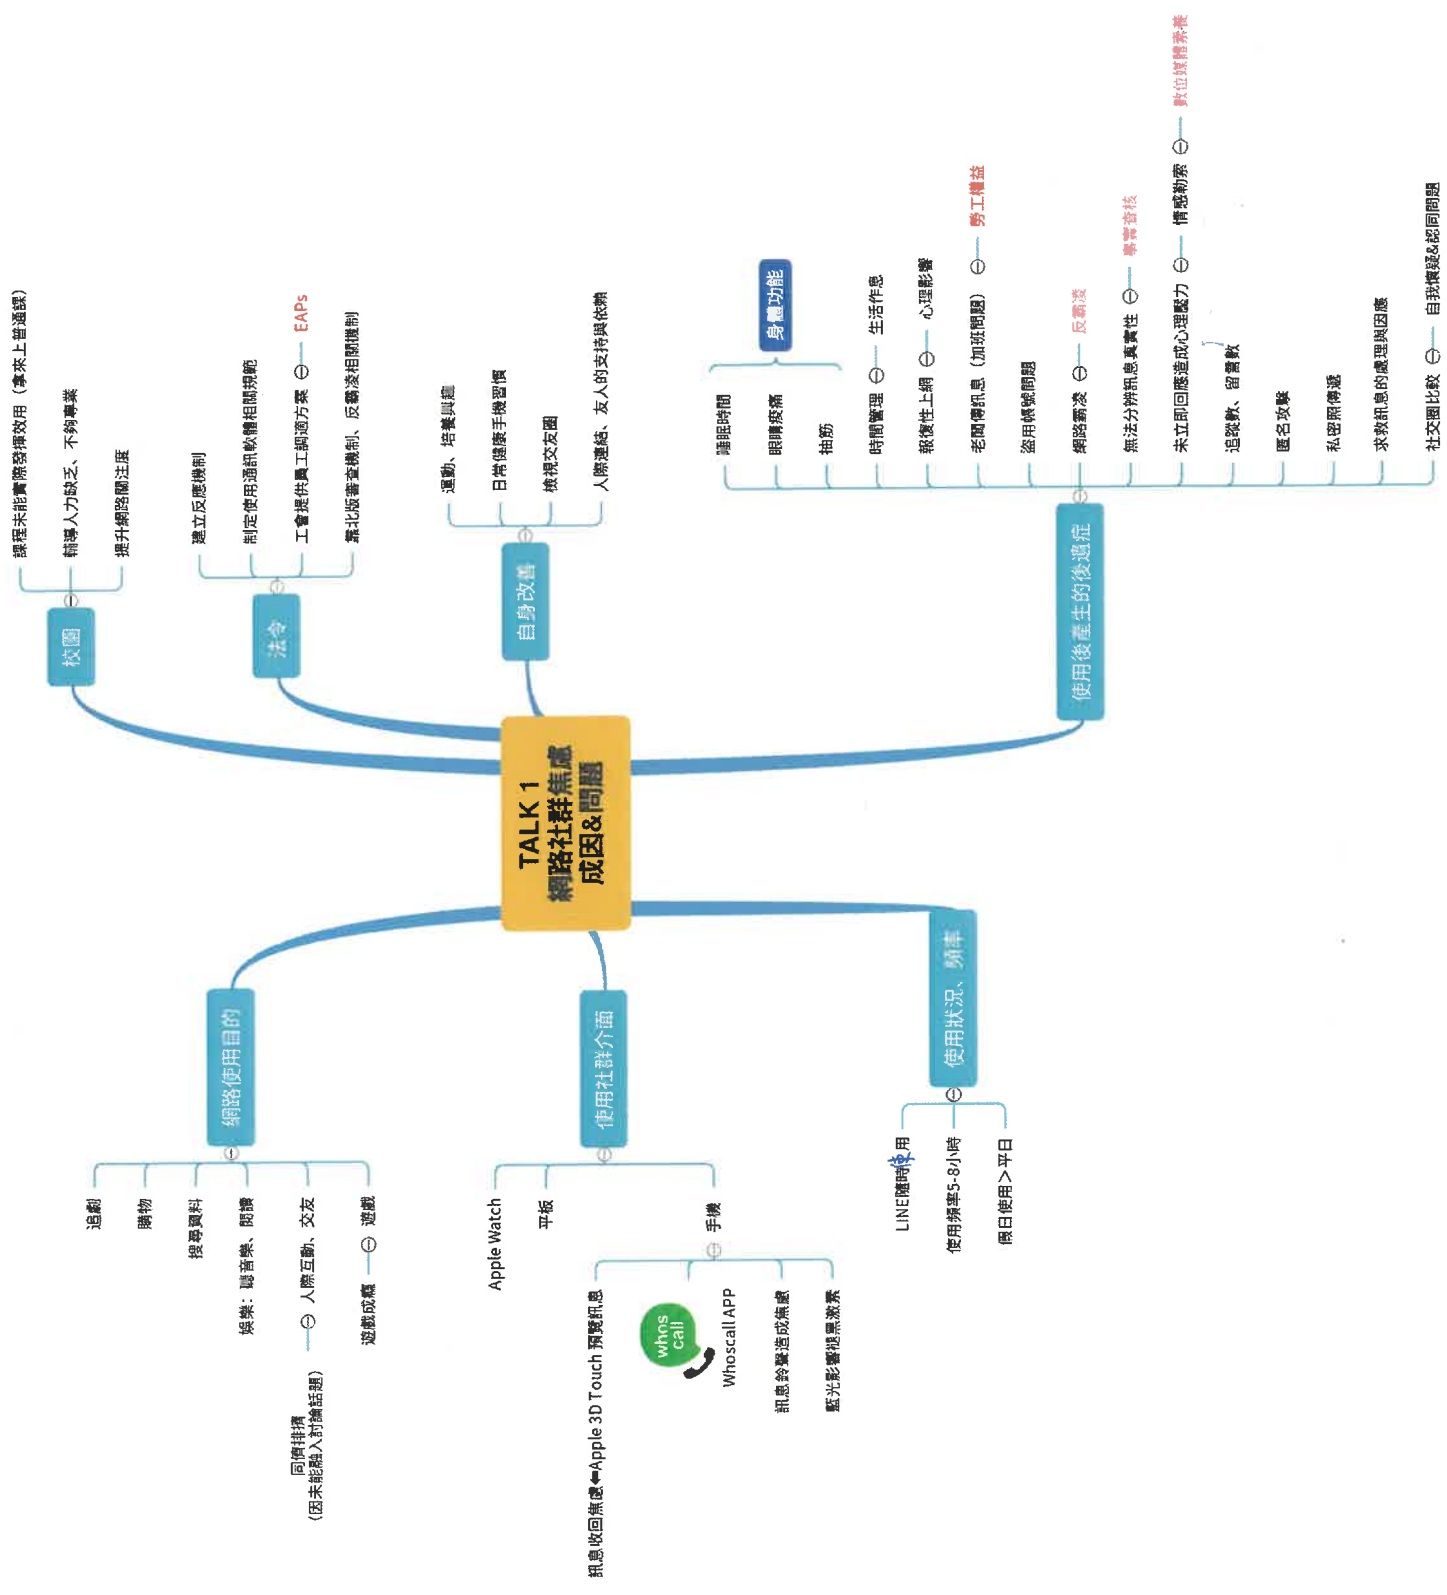 TALK 1
網路社群焦慮
成因&問題
校園
課程未能實際發揮效用（拿來上普通課）
輔導人力缺乏、不夠專業
提升網路關注度
法令
建立反應機制
制定使用通訊軟體相關規範
工會提供員工調適方案
EAPs
靠北版審查機制、反霸凌相關機制
自身改善
運動、培養興趣
日常健康手機習慣
檢視交友圈
人際連結、友人的支持與依賴
使用後產生的後遺症
睡眠時間
眼睛痠痛
抽筋
身體功能
時間管理
生活作息
報復性上網
心理影響
老闆傳訊息（加班問題）
勞工權益
盜用帳號問題
網路霸凌
反霸凌
無法分辨訊息真實性
事實查核
未立即回應造成心理壓力
情感勒索
數位媒體素養
追蹤數、留言數
匿名攻擊
私密照傳遞
求救訊息的處理與因應
社交圈比較
自我懷疑&認同問題
網路使用目的
追劇
購物
搜尋資料
娛樂：聽音樂、閱讀
人際互動、交友
同儕排擠
（因未能融入討論話題）
遊戲
遊戲成癮
使用社群介面
Apple Watch
平板
手機
訊息收回焦慮⬅Apple 3D Touch 預覽訊息
whos
call
Whoscall APP
訊息鈴聲造成焦慮
藍光影響褪黑激素
使用狀況、頻率
LINE隨時使用
使用頻率5-8小時
假日使用＞平日